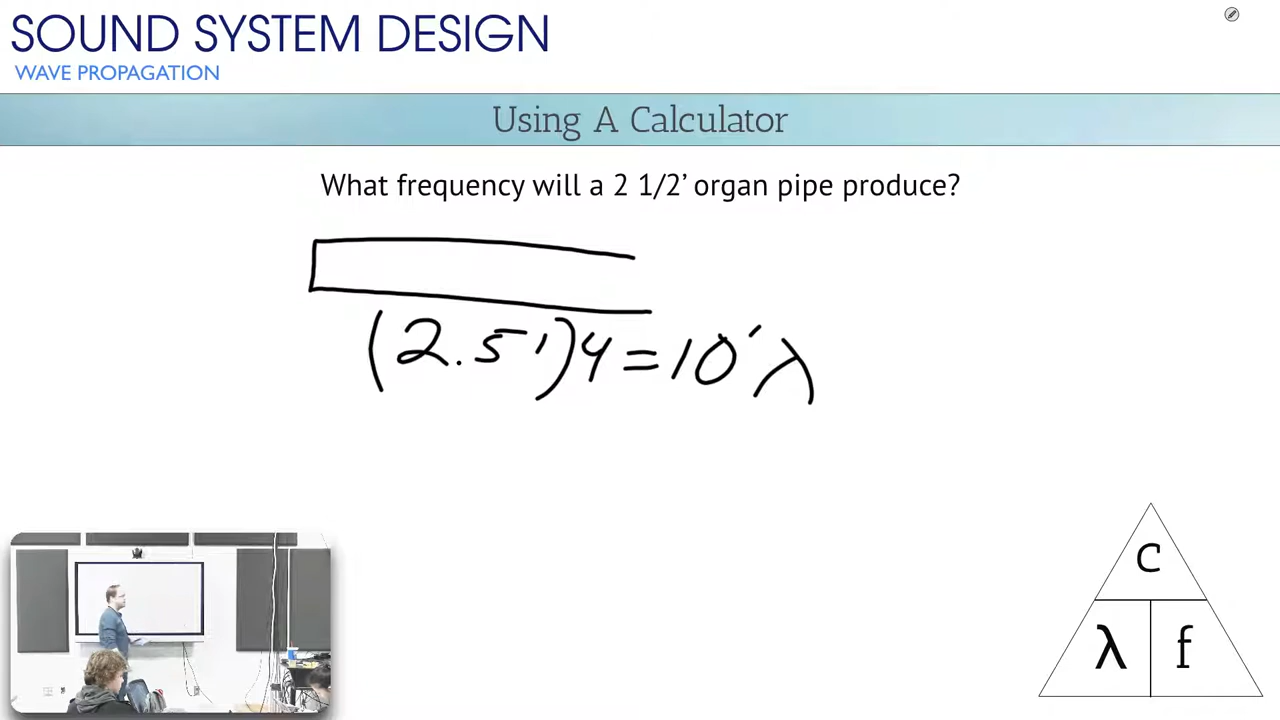 SOUND SYSTEM DESIGN
WAVE PROPAGATION
Using A Calculator
What frequency will a 2 1/2’ organ pipe produce?
(2.5')4=10'λ
c
λ f